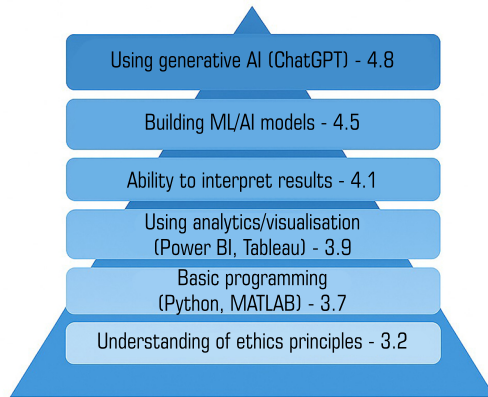 Using generative AI (ChatGPT) - 4.8
Building ML/AI models - 4.5
Ability to interpret results - 4.1
Using analytics/visualisation
(Power BI, Tableau) - 3.9
Basic programming
(Python, MATLAB) - 3.7
Understanding of ethics principles - 3.2